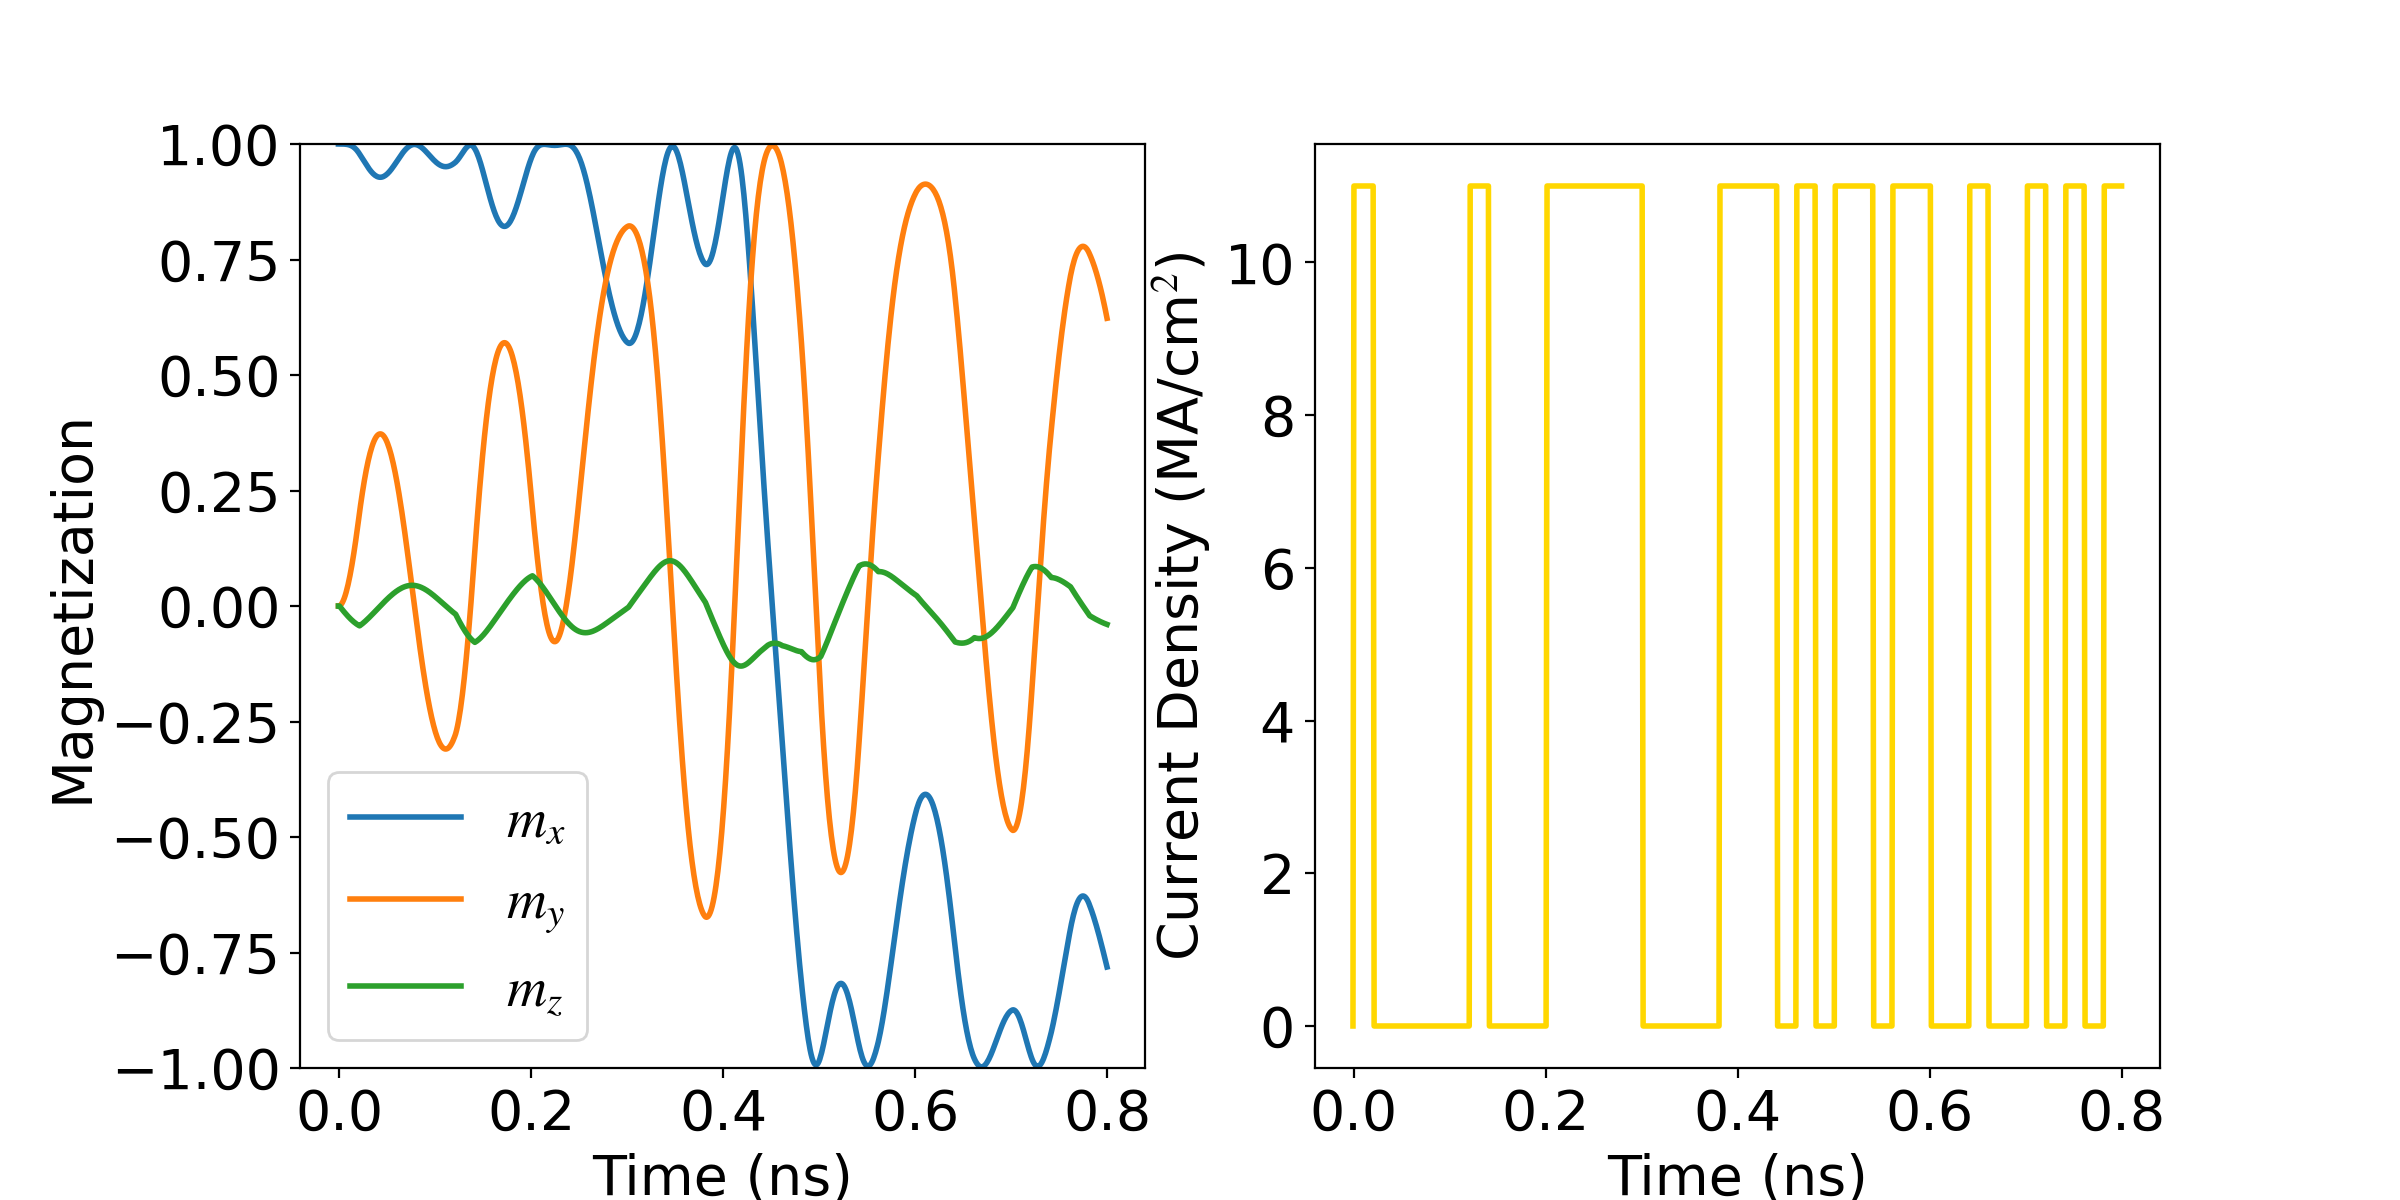 Magnetization
1.00
0.75
0.50
0.25
0.00
−0.25
−0.50
−0.75
−1.00
m_x
m_y
m_z
0.0 0.2 0.4 0.6 0.8
Time (ns)
Current Density (MA/cm²)
10
8
6
4
2
0
0.0 0.2 0.4 0.6 0.8
Time (ns)